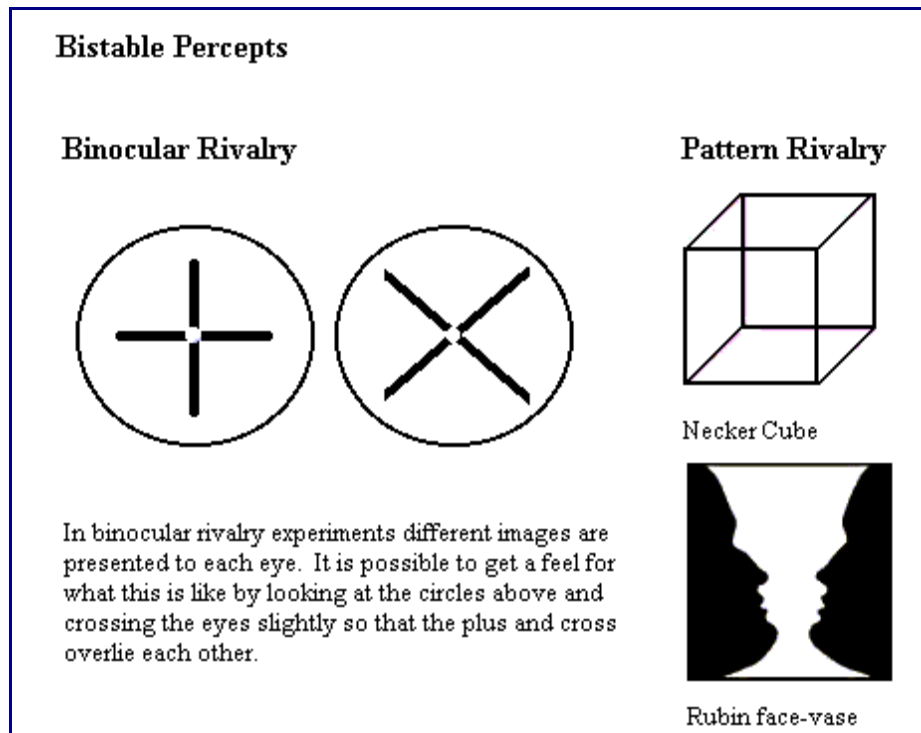 Bistable Percepts
Binocular Rivalry
Pattern Rivalry
Necker Cube
In binocular rivalry experiments different images are
presented to each eye.  It is possible to get a feel for
what this is like by looking at the circles above and
crossing the eyes slightly so that the plus and cross
overlie each other.
Rubin face-vase